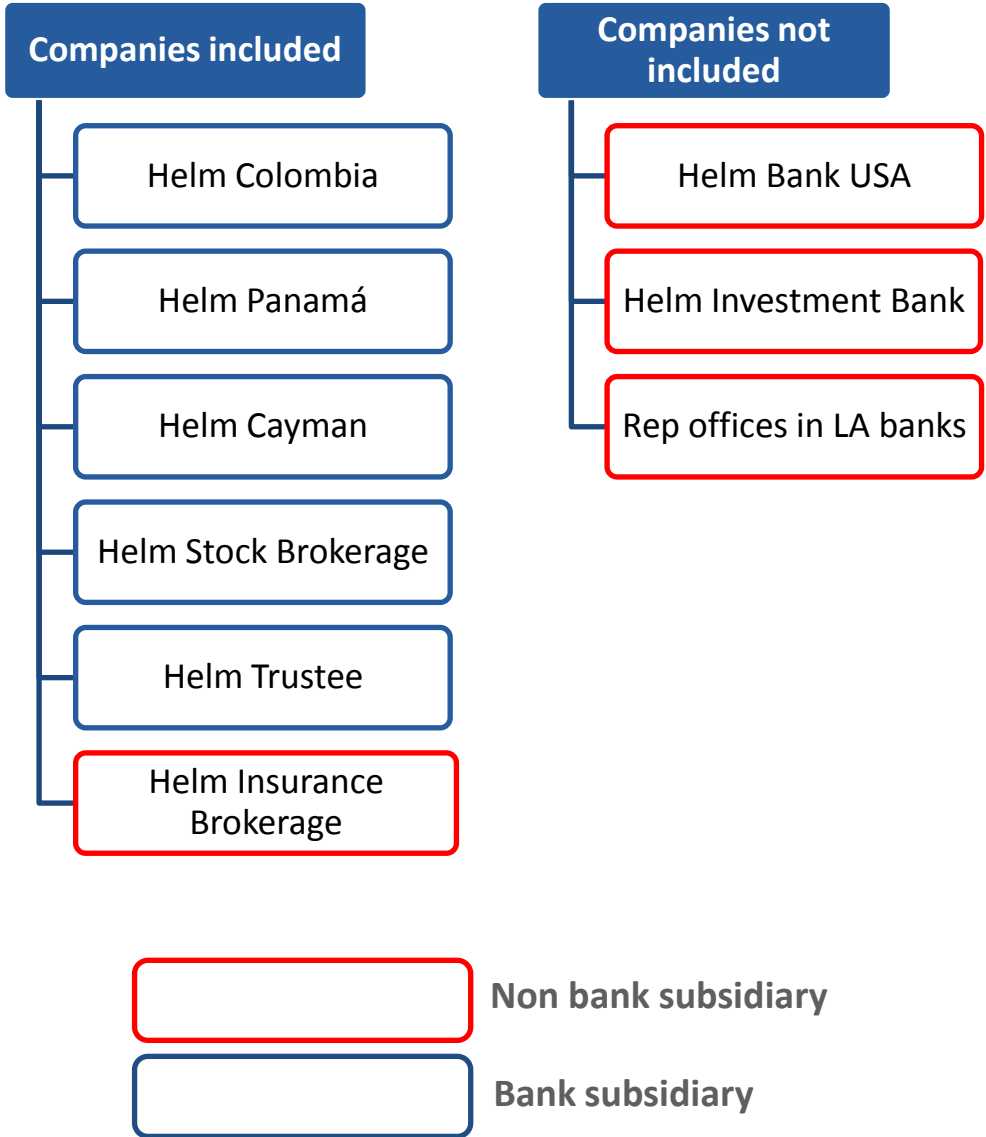 Companies included
Helm Colombia
Helm Panamá
Helm Cayman
Helm Stock Brokerage
Helm Trustee
Helm Insurance
Brokerage
Companies not
included
Helm Bank USA
Helm Investment Bank
Rep offices in LA banks
Non bank subsidiary
Bank subsidiary